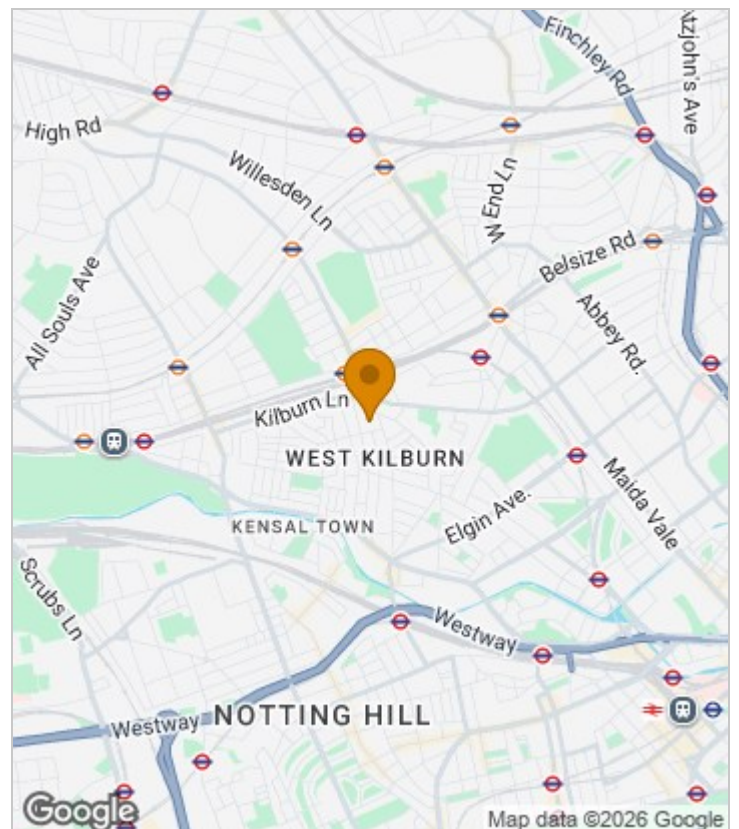 Finchley Rd
tzjohn's Ave
High Rd
Willesden Ln
W End Ln
Belsize Rd
All Souls Ave
Abbey Rd.
Kilburn Ln
WEST KILBURN
Maida Vale
Elgin Ave.
KENSAL TOWN
Scrubs Ln
Westway
NOTTING HILL
Westway
Google
Map data ©2026 Google